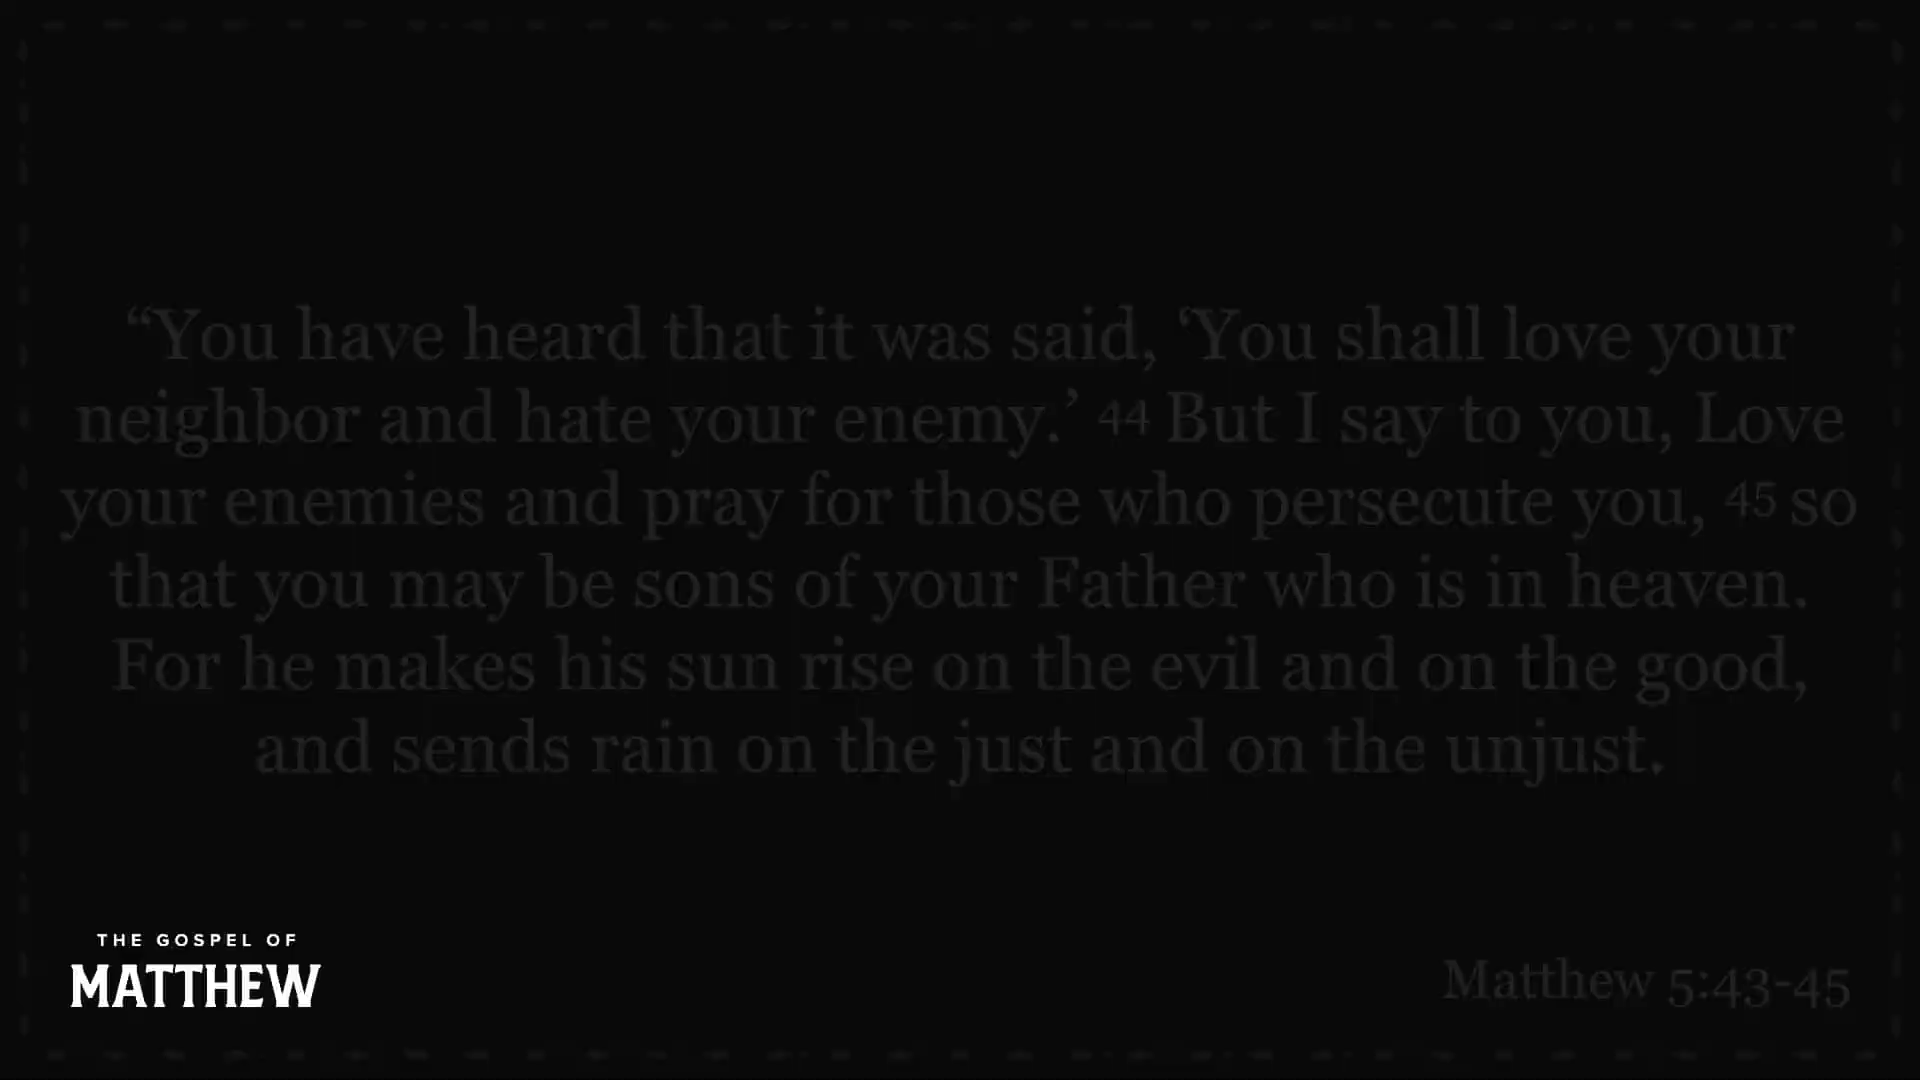 “You have heard that it was said, ‘You shall love your
neighbor and hate your enemy.’ 44 But I say to you, Love
your enemies and pray for those who persecute you, 45 so
that you may be sons of your Father who is in heaven.
For he makes his sun rise on the evil and on the good,
and sends rain on the just and on the unjust.
THE GOSPEL OF
MATTHEW
Matthew 5:43-45